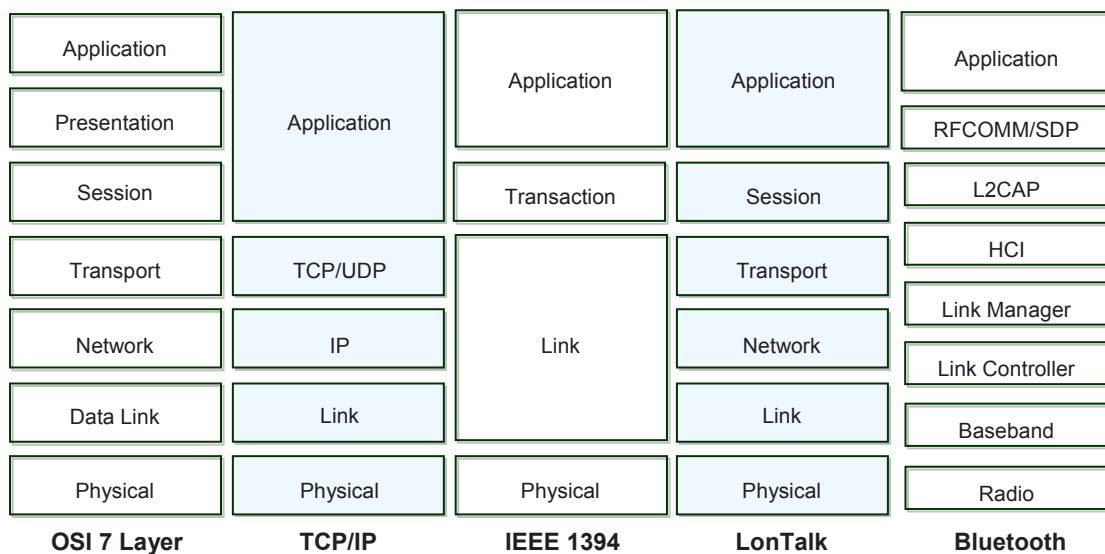 Application
Presentation
Session
Transport
Network
Data Link
Physical
OSI 7 Layer
Application
TCP/UDP
IP
Link
Physical
TCP/IP
Application
Transaction
Link
Physical
IEEE 1394
Application
Session
Transport
Network
Link
Physical
LonTalk
Application
RFCOMM/SDP
L2CAP
HCI
Link Manager
Link Controller
Baseband
Radio
Bluetooth